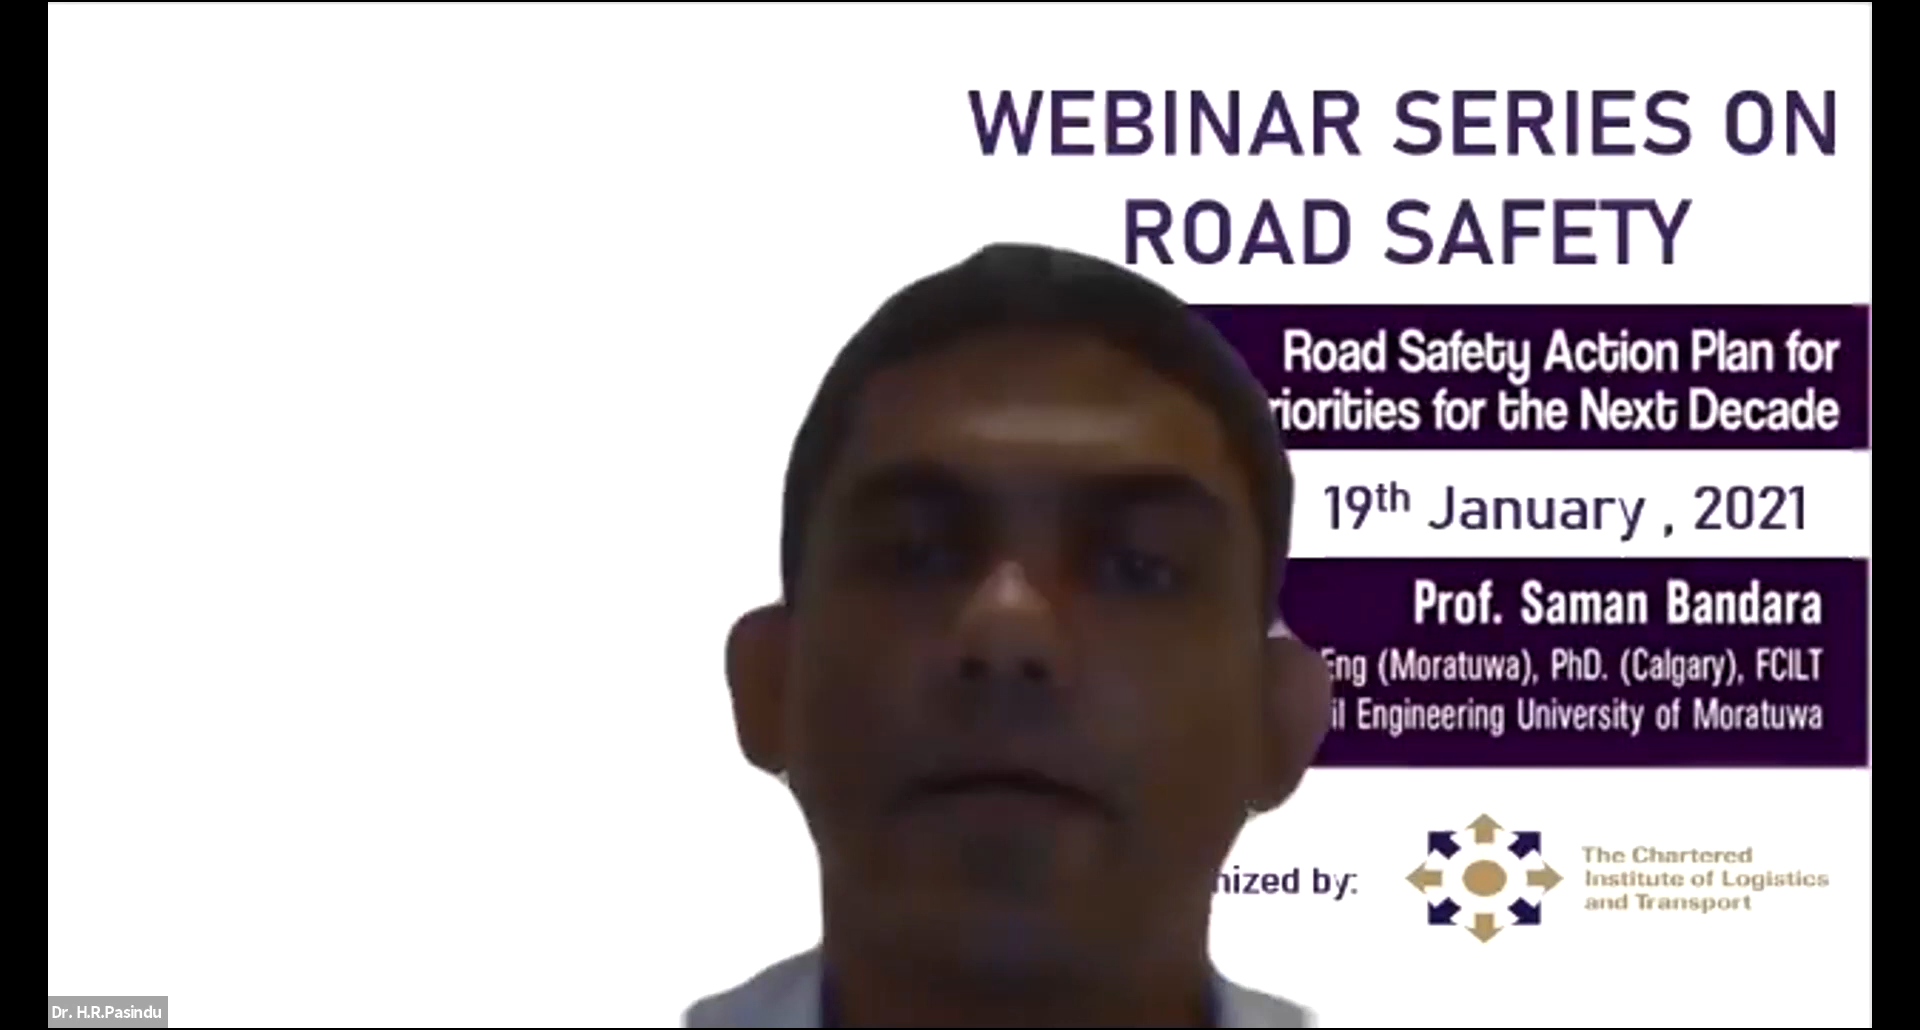 WEBINAR SERIES ON
ROAD SAFETY
Road Safety Action Plan for
riorities for the Next Decade
19th January , 2021
Prof. Saman Bandara
Eng (Moratuwa), PhD. (Calgary), FCILT
il Engineering University of Moratuwa
nized by:
The Chartered
Institute of Logistics
and Transport
Dr. H.R.Pasindu